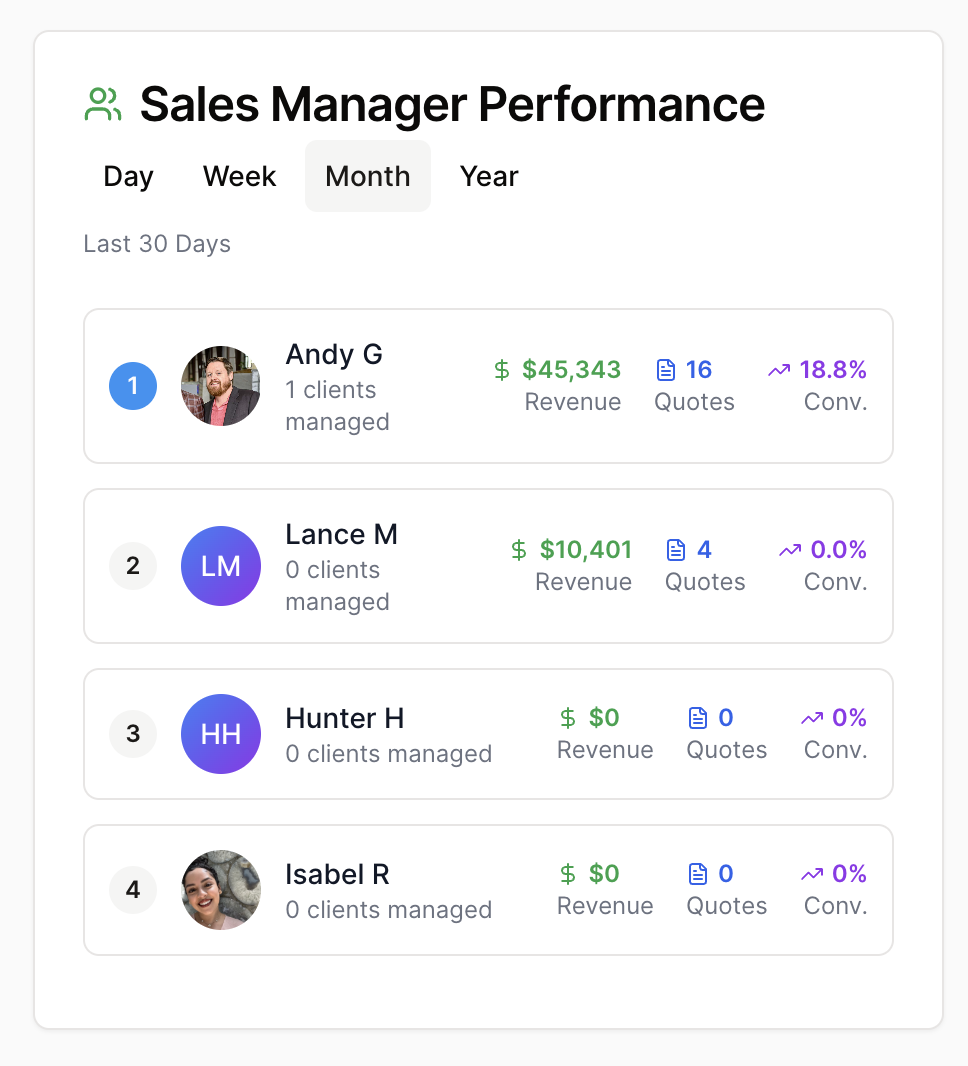 Sales Manager Performance
Day Week Month Year
Last 30 Days
1
Andy G
1 clients
managed
$45,343
Revenue
16
Quotes
18.8%
Conv.
2
LM
Lance M
0 clients
managed
$10,401
Revenue
4
Quotes
0.0%
Conv.
3
HH
Hunter H
0 clients managed
$0
Revenue
0
Quotes
0%
Conv.
4
Isabel R
0 clients managed
$0
Revenue
0
Quotes
0%
Conv.